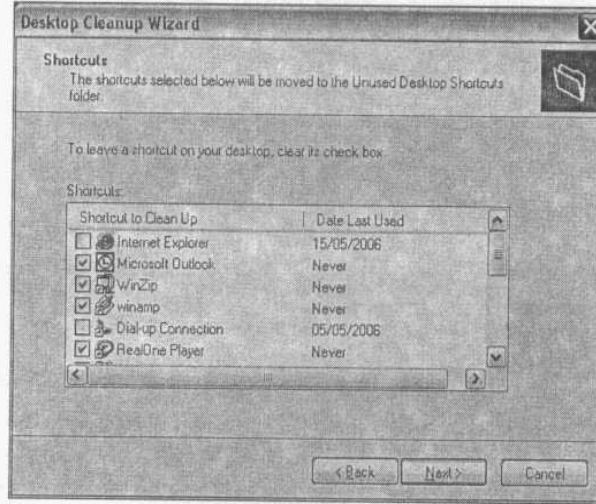 Desktop Cleanup Wizard
Shortcuts
The shortcuts selected below will be moved to the Unused Desktop Shortcuts
folder.
To leave a shortcut on your desktop, clear its check box
Shortcuts:
Shortcut to Clean Up Date Last Used
Internet Explorer 15/05/2006
Microsoft Outlook Never
WinZip Never
winamp Never
Dial-up Connection 05/05/2006
RealOne Player Never
< Back Next > Cancel